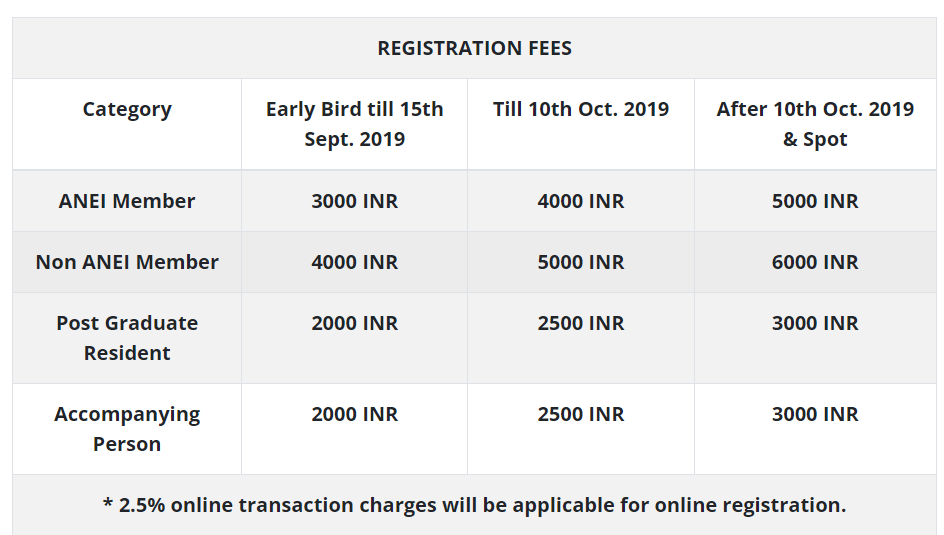 REGISTRATION FEES
Category Early Bird till 15th Sept. 2019 Till 10th Oct. 2019 After 10th Oct. 2019 & Spot
ANEI Member 3000 INR 4000 INR 5000 INR
Non ANEI Member 4000 INR 5000 INR 6000 INR
Post Graduate Resident 2000 INR 2500 INR 3000 INR
Accompanying Person 2000 INR 2500 INR 3000 INR
* 2.5% online transaction charges will be applicable for online registration.